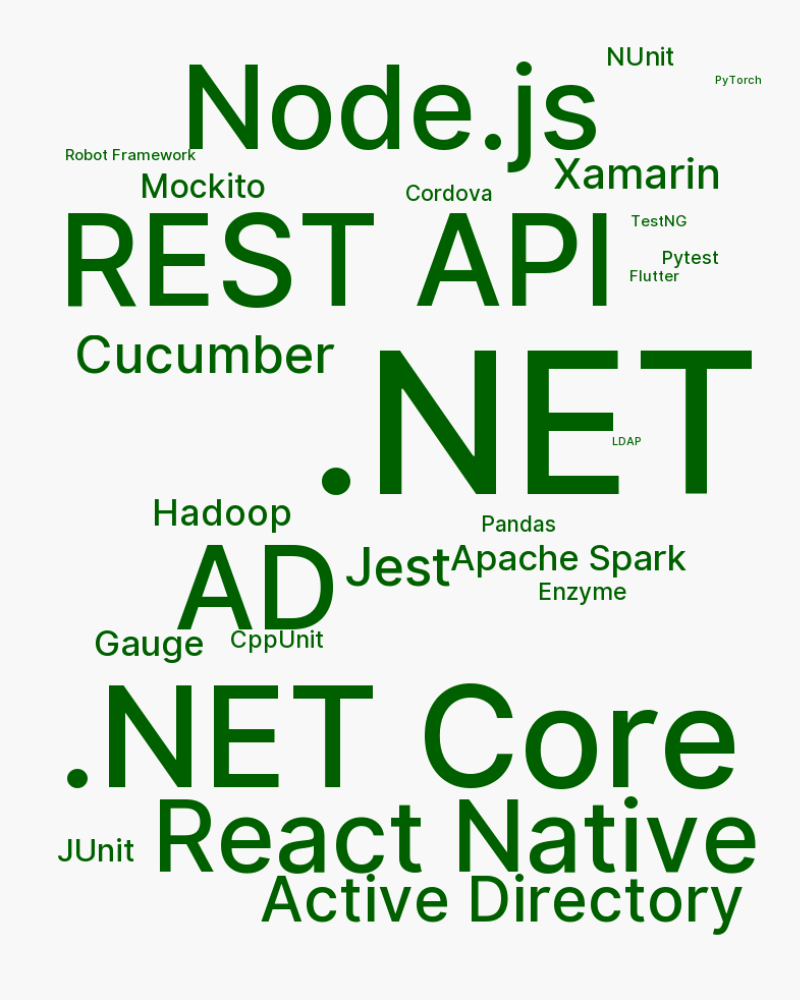 NUnit
Node.js
PyTorch
Robot Framework
Xamarin
Mockito
Cordova
REST API
TestNG
Pytest
Flutter
Cucumber
.NET
LDAP
Hadoop
Pandas
AD
Jest
Apache Spark
Enzyme
Gauge
CppUnit
.NET Core
React Native
JUnit
Active Directory